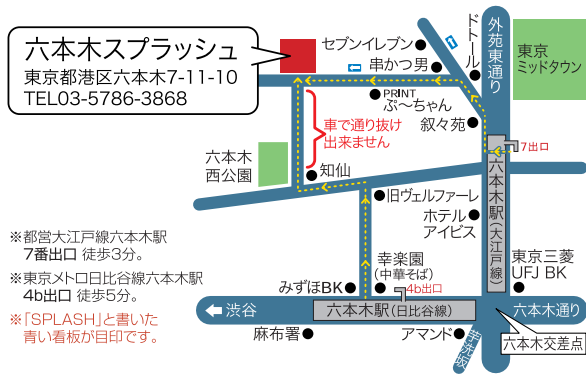 六本木スプラッシュ
東京都港区六本木7-11-10
TEL03-5786-3868
セブンイレブン
串かつ男
ドトール
外苑東通り
東京
ミッドタウン
PRINT
ぷ～ちゃん
叙々苑
車で通り抜け
出来ません
7出口
六本木
西公園
知仙
旧ヴェルファーレ
ホテル
アイビス
六本木駅(大江戸線)
※都営大江戸線六本木駅
7番出口 徒歩3分。
※東京メトロ日比谷線六本木駅
4b出口 徒歩5分。
※「SPLASH」と書いた
青い看板が目印です。
幸楽園
(中華そば)
みずほBK
4b出口
東京三菱
UFJ BK
渋谷
六本木駅(日比谷線)
六本木通り
麻布署
アマンド
芋洗坂
六本木交差点